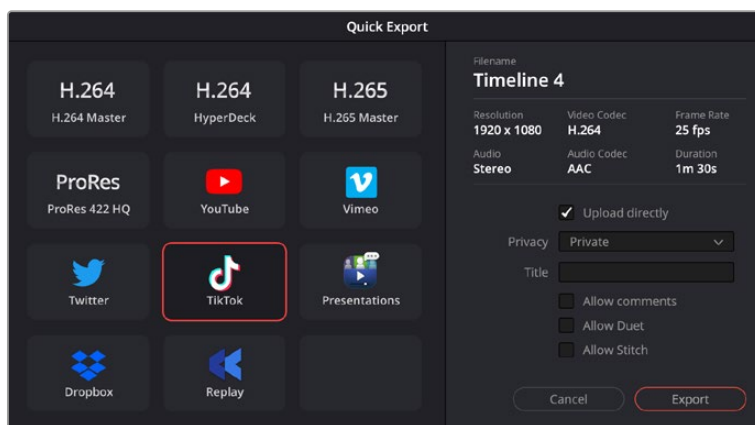 Quick Export
H.264
H.264 Master
H.264
HyperDeck
H.265
H.265 Master
ProRes
ProRes 422 HQ
YouTube
Vimeo
Twitter
TikTok
Presentations
Dropbox
Replay
Filename
Timeline 4
Resolution Video Codec Frame Rate
1920 x 1080 H.264 25 fps
Audio Audio Codec Duration
Stereo AAC 1m 30s
Upload directly
Privacy Private
Title
Allow comments
Allow Duet
Allow Stitch
Cancel Export